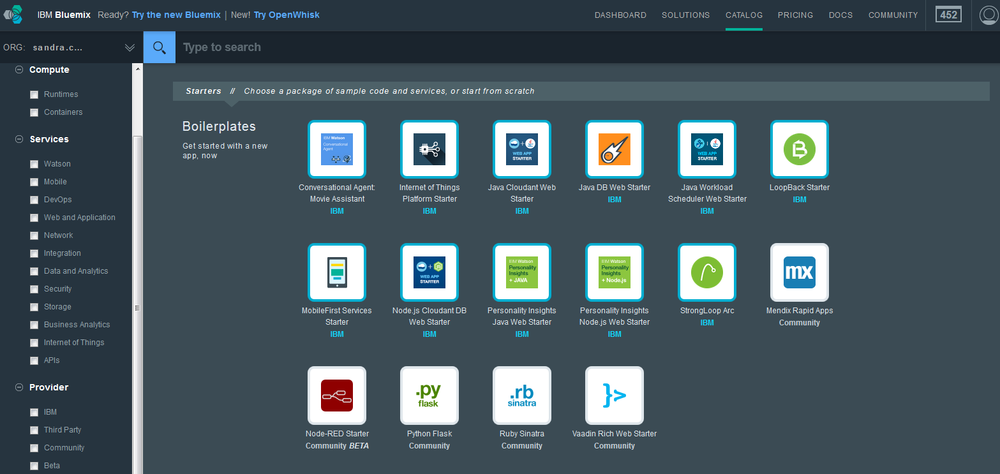 IBM Bluemix Ready? Try the new Bluemix | New! Try OpenWhisk
DASHBOARD SOLUTIONS CATALOG PRICING DOCS COMMUNITY 452
ORG: sandra.c...
Type to search
Compute
Runtimes
Containers
Services
Watson
Mobile
DevOps
Web and Application
Network
Integration
Data and Analytics
Security
Storage
Business Analytics
Internet of Things
APIs
Provider
IBM
Third Party
Community
Beta
Starters // Choose a package of sample code and services, or start from scratch
Boilerplates
Get started with a new
app, now
IBM Watson
Conversational
Agent
Conversational Agent:
Movie Assistant
IBM
Internet of Things
Platform Starter
IBM
+
WEB APP
STARTER
Java Cloudant Web
Starter
IBM
Java DB Web Starter
IBM
WEB APP
STARTER
Java Workload
Scheduler Web Starter
IBM
B
LoopBack Starter
IBM
MobileFirst Services
Starter
IBM
+
WEB APP
STARTER
Node.js Cloudant DB
Web Starter
IBM
IBM Watson
Personality
Insights
+ JAVA
Personality Insights
Java Web Starter
IBM
IBM Watson
Personality
Insights
+ Node.js
Personality Insights
Node.js Web Starter
IBM
StrongLoop Arc
IBM
mx
Mendix Rapid Apps
Community
Node-RED Starter
Community BETA
.py
flask
Python Flask
Community
.rb
sinatra
Ruby Sinatra
Community
}>
Vaadin Rich Web Starter
Community